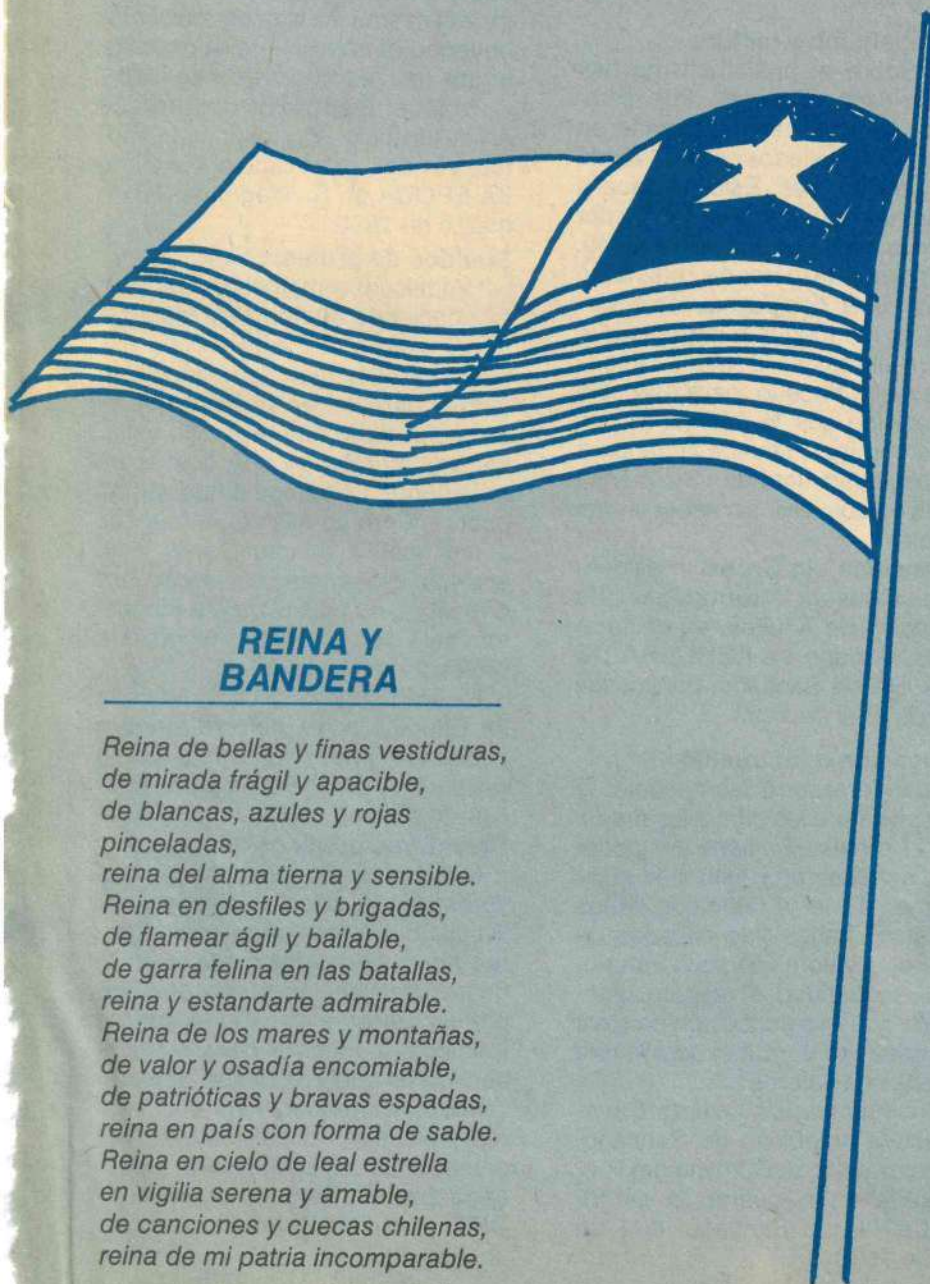 REINA Y
BANDERA
Reina de bellas y finas vestiduras,
de mirada frágil y apacible,
de blancas, azules y rojas
pinceladas,
reina del alma tierna y sensible.
Reina en desfiles y brigadas,
de flamear ágil y bailable,
de garra felina en las batallas,
reina y estandarte admirable.
Reina de los mares y montañas,
de valor y osadía encomiable,
de patrióticas y bravas espadas,
reina en país con forma de sable.
Reina en cielo de leal estrella
en vigilia serena y amable,
de canciones y cuecas chilenas,
reina de mi patria incomparable.